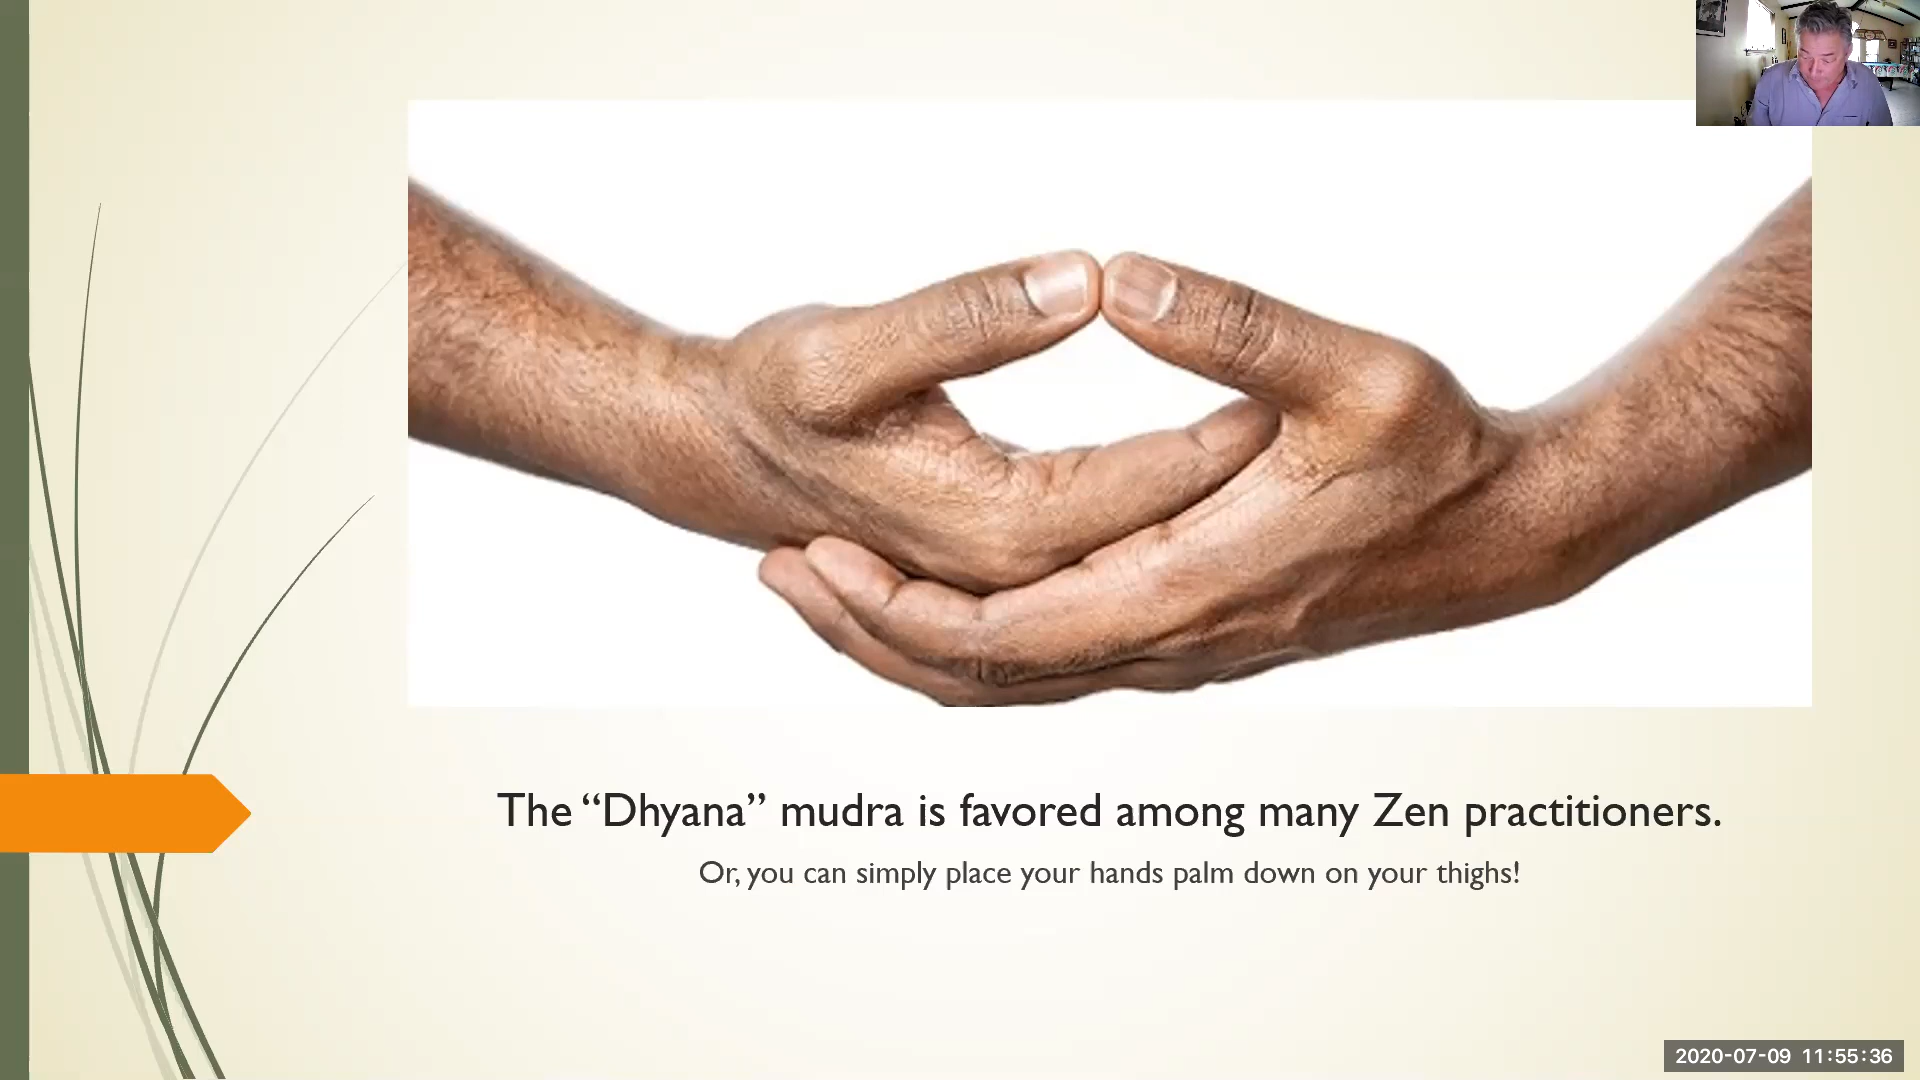 The “Dhyana” mudra is favored among many Zen practitioners.
Or, you can simply place your hands palm down on your thighs!
2020-07-09 11:55:36